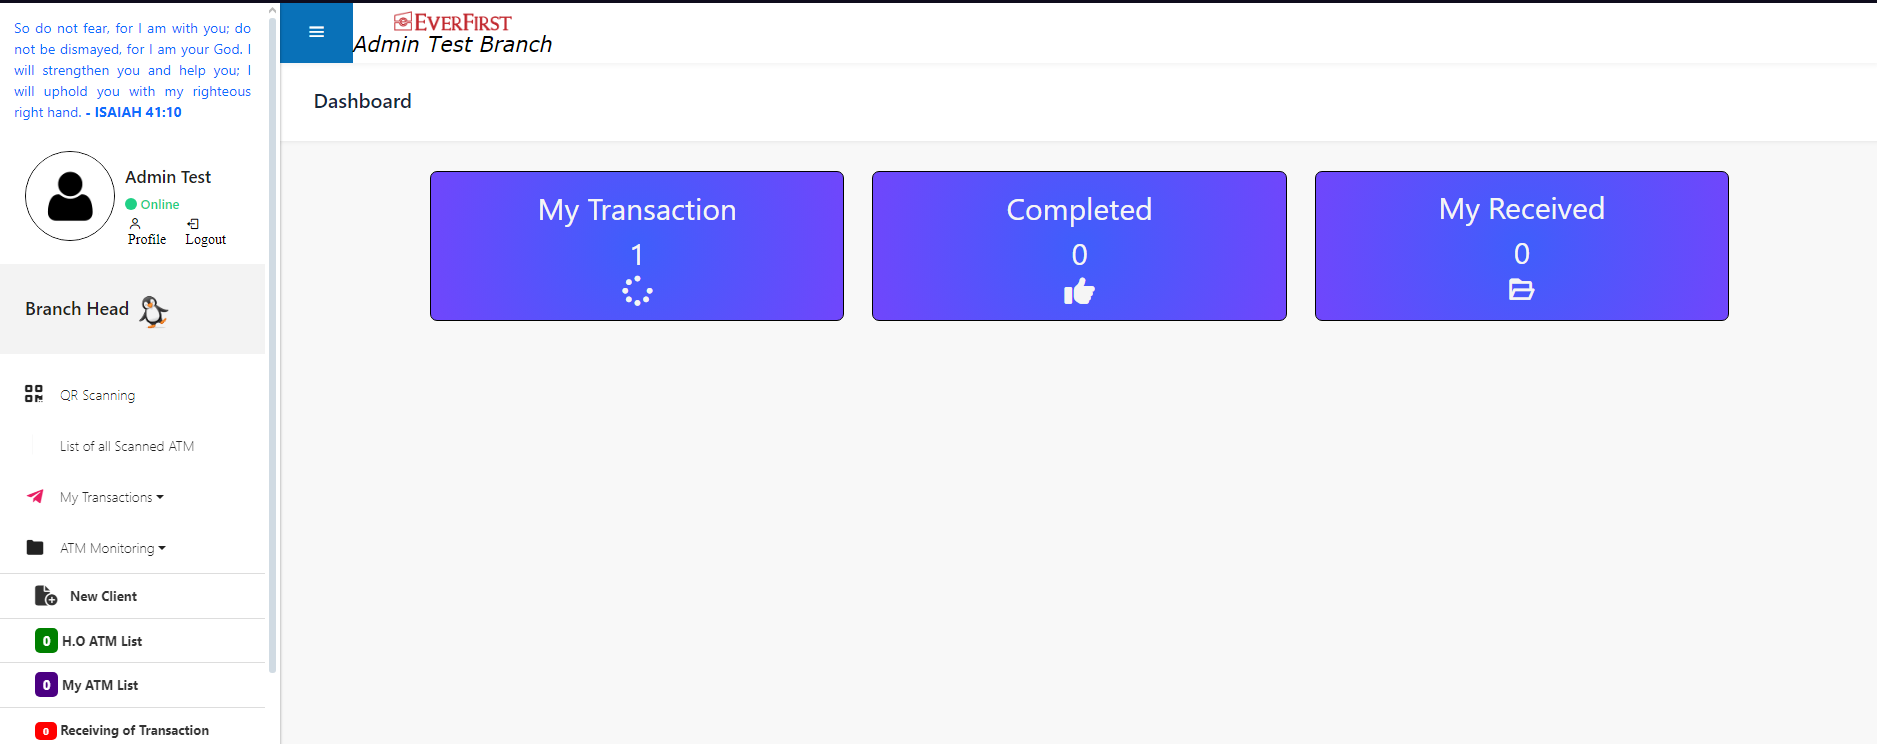 So do not fear, for I am with you; do
not be dismayed, for I am your God. I
will strengthen you and help you; I
will uphold you with my righteous
right hand. - ISAIAH 41:10
Admin Test
Online
Profile Logout
Branch Head
QR Scanning
List of all Scanned ATM
My Transactions
ATM Monitoring
New Client
0 H.O ATM List
0 My ATM List
0 Receiving of Transaction
EVERFIRST
Admin Test Branch
Dashboard
My Transaction
1
Completed
0
My Received
0